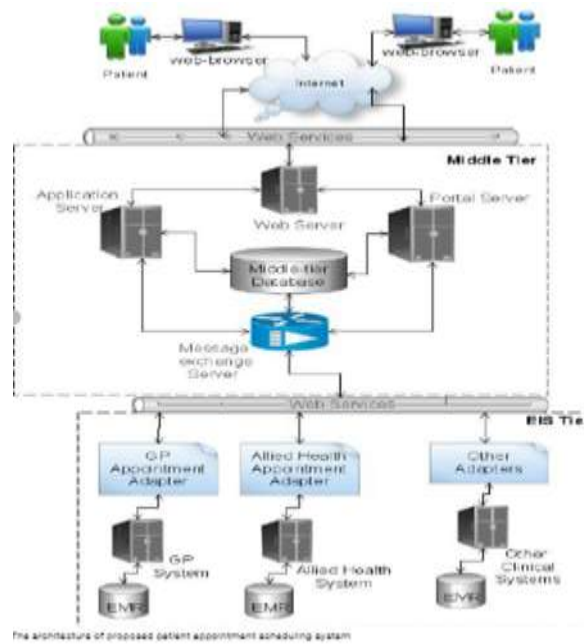 Patient
web-browser
web-browser
Patient
Internet
Web Services
Middle Tier
Application
Server
Web Server
Portal Server
Middle-tier
Database
Message
exchange
Server
Web Services
EIS Tie
GP
Appointment
Adapter
Allied Health
Appointment
Adapter
Other
Adapters
GP
System
Allied Health
System
Other
Clinical
Systems
EMR
EMR
EMR
The architecture of proposed patient appointment scheduling system